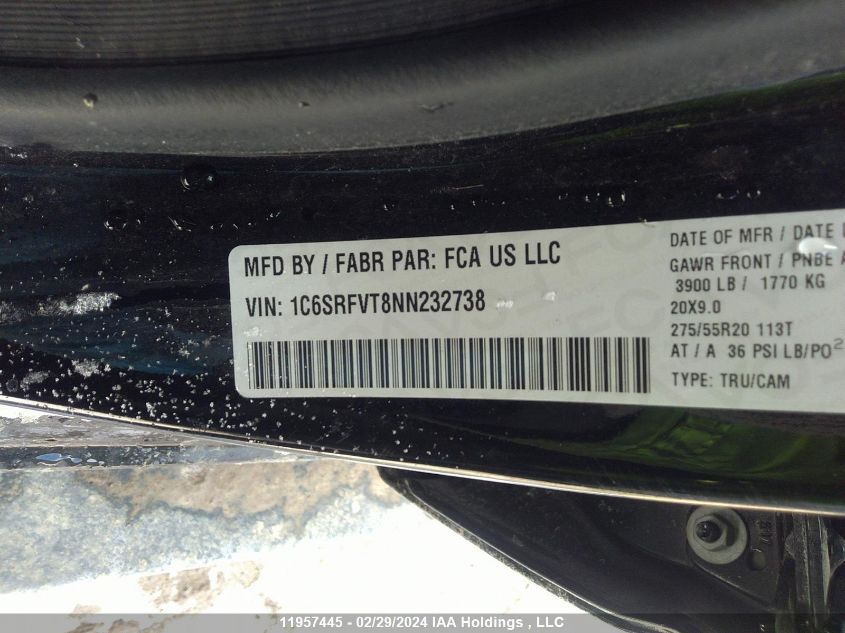 MFD BY / FABR PAR: FCA US LLC
VIN: 1C6SRFVT8NN232738
DATE OF MFR / DATE
GAWR FRONT / PNBE A
3900 LB / 1770 KG
20X9.0
275/55R20 113T
AT / A 36 PSI LB/PO²
TYPE: TRU/CAM
11957445 - 02/29/2024 IAA Holdings , LLC